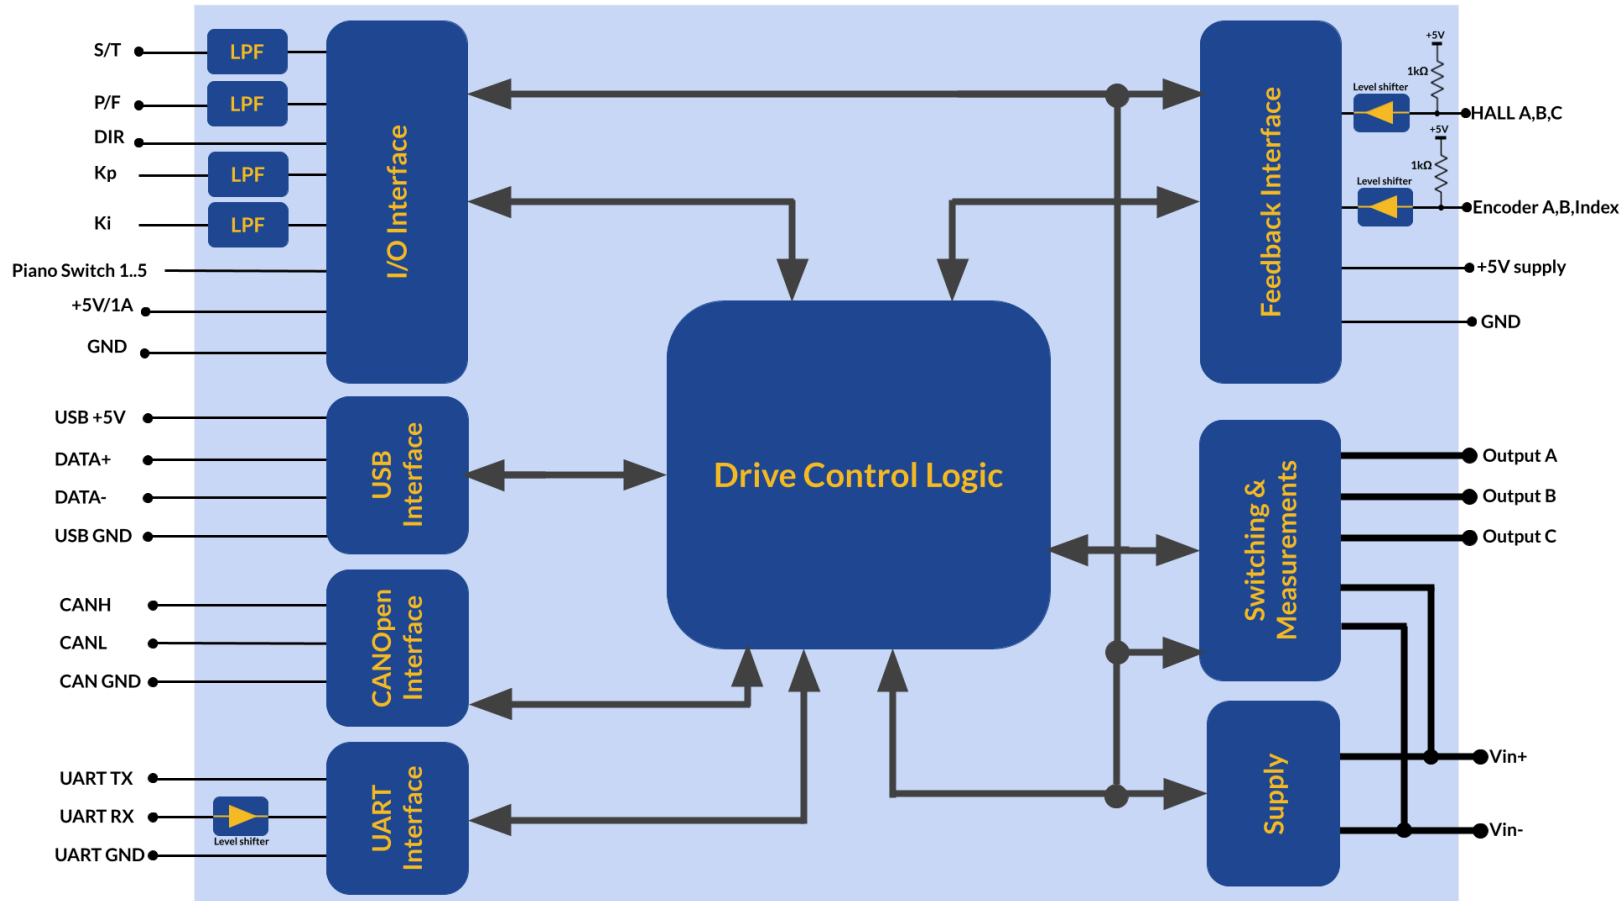 S/T
LPF
P/F
LPF
DIR
Kp
LPF
Ki
LPF
Piano Switch 1..5
+5V/1A
GND
I/O Interface
USB +5V
DATA+
DATA-
USB GND
USB
Interface
CANH
CANL
CAN GND
CANOpen
Interface
UART TX
UART RX
Level shifter
UART GND
UART
Interface
Drive Control Logic
Feedback Interface
+5V
1kΩ
Level shifter
HALL A,B,C
+5V
1kΩ
Level shifter
Encoder A,B,Index
+5V supply
GND
Switching &
Measurements
Output A
Output B
Output C
Supply
Vin+
Vin-